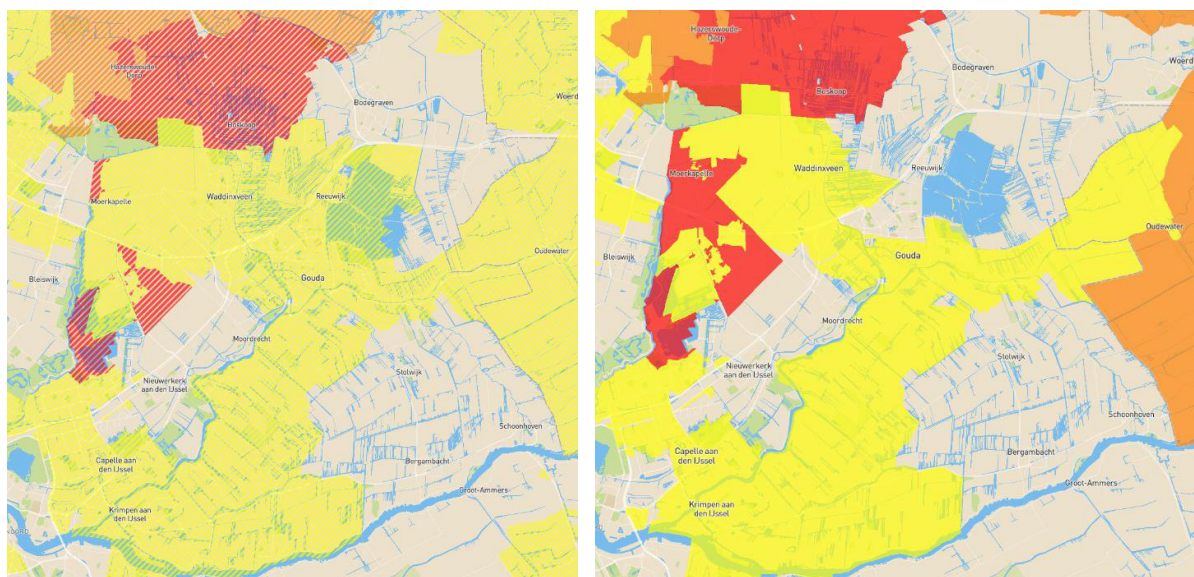 Hazerswoude-
Dorp
Bodegraven
Woerd
Boskoop
Waddinxveen
Reeuwijk
Moerkapelle
Oudewater
Bleiswijk
Gouda
Moordrecht
Stolwijk
Nieuwerkerk
aan den IJssel
Schoonhoven
Capelle aan
den IJssel
Bergambacht
Groot-Ammers
Krimpen aan
den IJssel
Hazerswoude-
Dorp
Bodegraven
Woerd
Boskoop
Waddinxveen
Reeuwijk
Moerkapelle
Oudewater
Bleiswijk
Gouda
Moordrecht
Stolwijk
Nieuwerkerk
aan den IJssel
Schoonhoven
Capelle aan
den IJssel
Bergambacht
Groot-Ammers
Krimpen aan
den IJssel